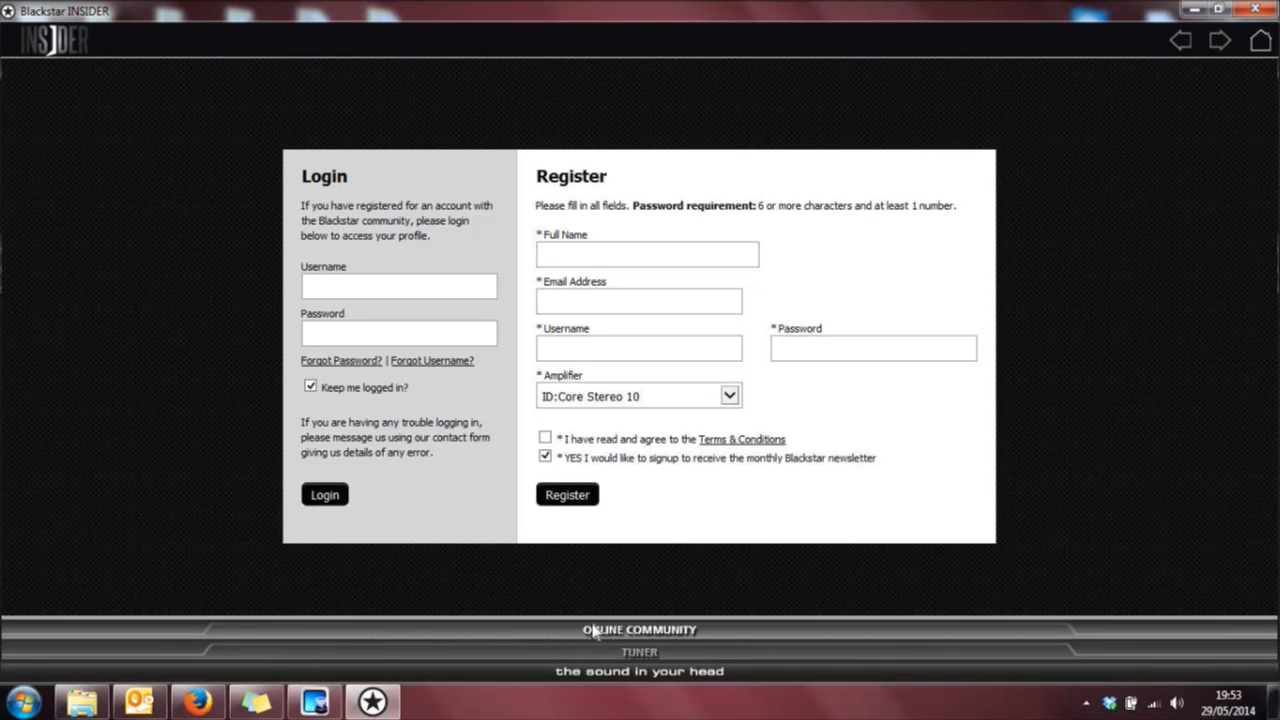 Blackstar INSIDER
INSIDER
Login
If you have registered for an account with
the Blackstar community, please login
below to access your profile.
Username
Password
Forgot Password? | Forgot Username?
Keep me logged in?
If you are having any trouble logging in,
please message us using our contact form
giving us details of any error.
Login
Register
Please fill in all fields. Password requirement: 6 or more characters and at least 1 number.
* Full Name
* Email Address
* Username
* Password
* Amplifier
ID:Core Stereo 10
* I have read and agree to the Terms & Conditions
* YES I would like to signup to receive the monthly Blackstar newsletter
Register
ONLINE COMMUNITY
TUNER
the sound in your head
19:53
29/05/2014